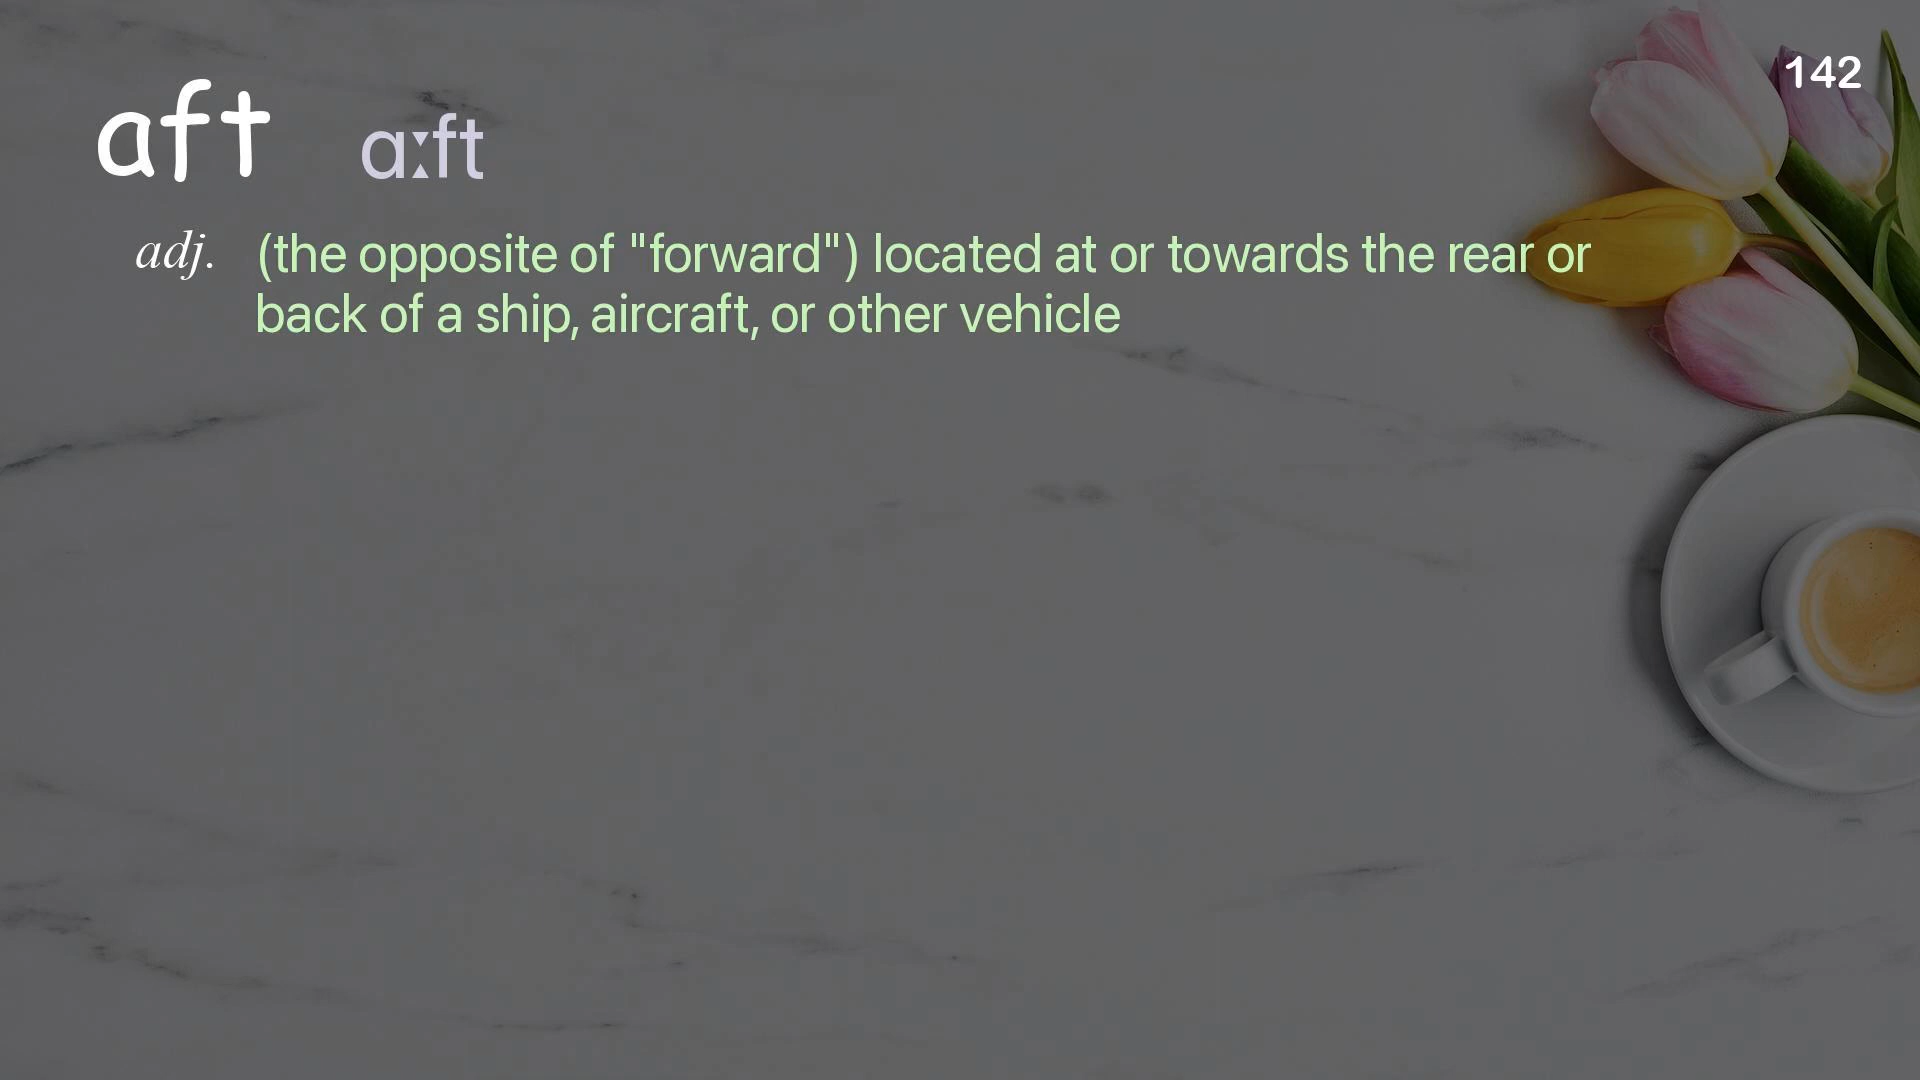 142
aft ɑːft
adj. (the opposite of "forward") located at or towards the rear or
back of a ship, aircraft, or other vehicle